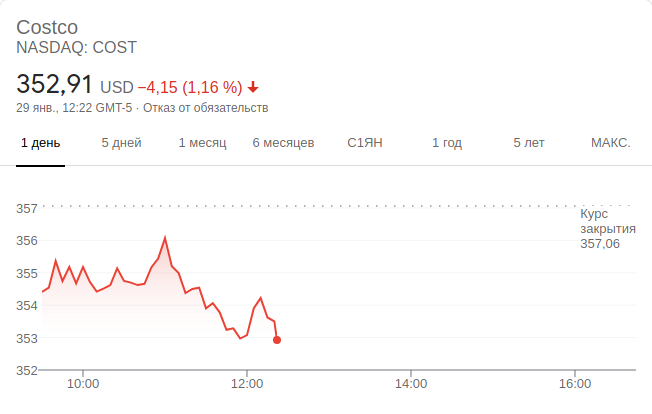 Costco
NASDAQ: COST
352,91 USD −4,15 (1,16 %)
29 янв., 12:22 GMT-5 · Отказ от обязательств
1 день 5 дней 1 месяц 6 месяцев С1ЯН 1 год 5 лет МАКС.
357
Курс
закрытия
357,06
356
355
354
353
352
10:00 12:00 14:00 16:00